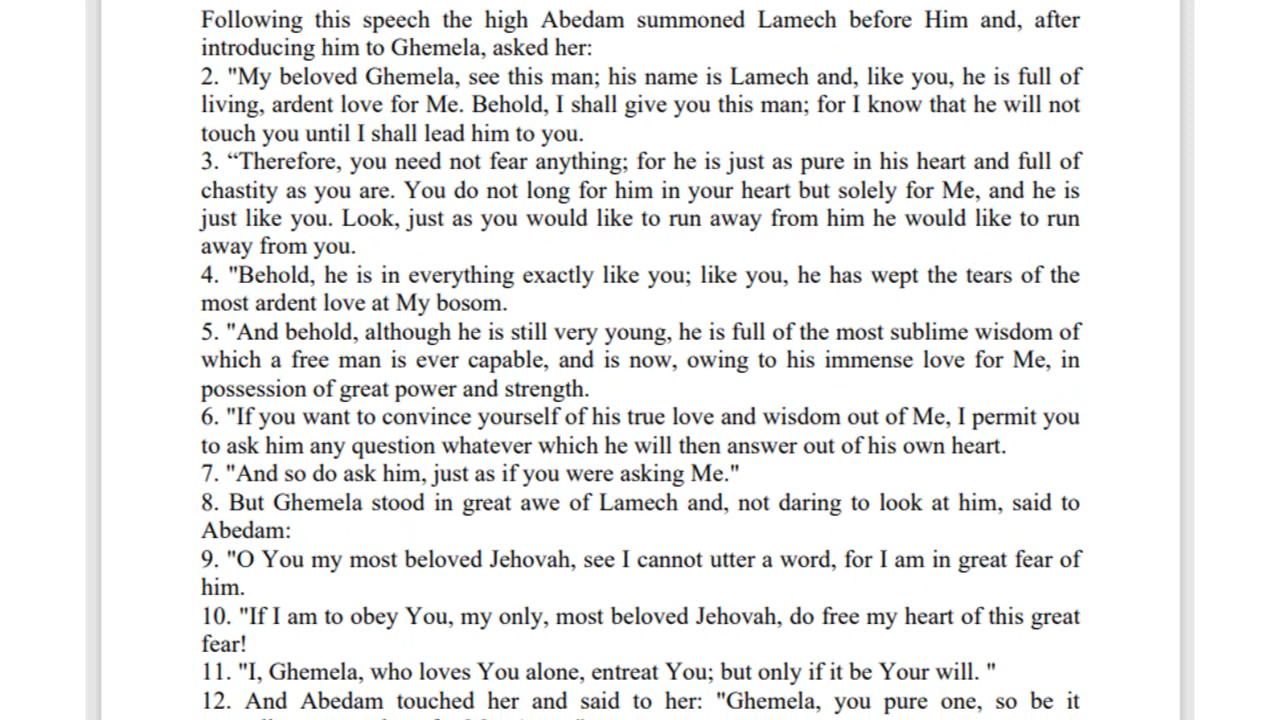 Following this speech the high Abedam summoned Lamech before Him and, after
introducing him to Ghemela, asked her:
2. "My beloved Ghemela, see this man; his name is Lamech and, like you, he is full of
living, ardent love for Me. Behold, I shall give you this man; for I know that he will not
touch you until I shall lead him to you.
3. “Therefore, you need not fear anything; for he is just as pure in his heart and full of
chastity as you are. You do not long for him in your heart but solely for Me, and he is
just like you. Look, just as you would like to run away from him he would like to run
away from you.
4. "Behold, he is in everything exactly like you; like you, he has wept the tears of the
most ardent love at My bosom.
5. "And behold, although he is still very young, he is full of the most sublime wisdom of
which a free man is ever capable, and is now, owing to his immense love for Me, in
possession of great power and strength.
6. "If you want to convince yourself of his true love and wisdom out of Me, I permit you
to ask him any question whatever which he will then answer out of his own heart.
7. "And so do ask him, just as if you were asking Me."
8. But Ghemela stood in great awe of Lamech and, not daring to look at him, said to
Abedam:
9. "O You my most beloved Jehovah, see I cannot utter a word, for I am in great fear of
him.
10. "If I am to obey You, my only, most beloved Jehovah, do free my heart of this great
fear!
11. "I, Ghemela, who loves You alone, entreat You; but only if it be Your will. "
12. And Abedam touched her and said to her: "Ghemela, you pure one, so be it